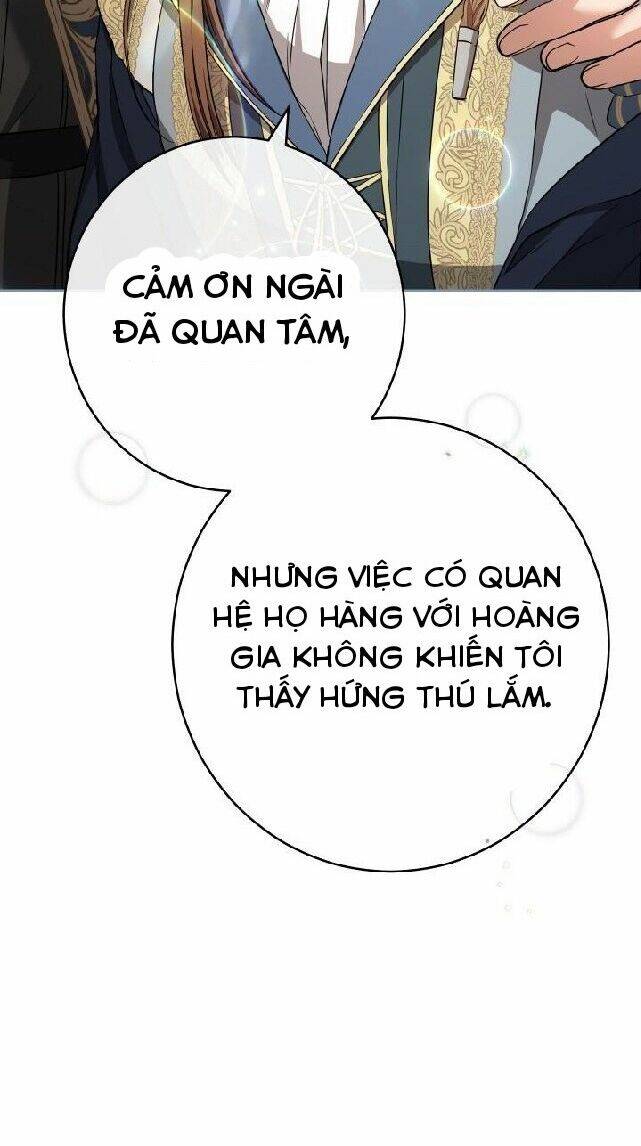 CẢM ƠN NGÀI
ĐÃ QUAN TÂM,
NHƯNG VIỆC CÓ QUAN
HỆ HỌ HÀNG VỚI HOÀNG
GIA KHÔNG KHIẾN TÔI
THẤY HỨNG THÚ LẮM.